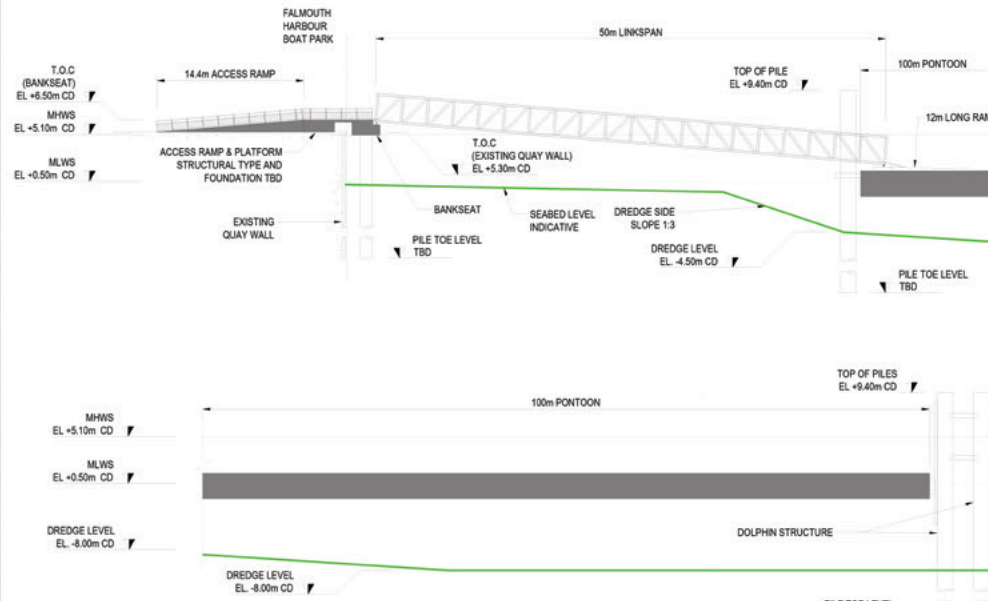 FALMOUTH
HARBOUR
BOAT PARK
50m LINKSPAN
T.O.C
(BANKSEAT)
EL +6.50m CD
14.4m ACCESS RAMP
TOP OF PILE
EL +9.40m CD
100m PONTOON
MHWS
EL +5.10m CD
12m LONG RAM
ACCESS RAMP & PLATFORM
STRUCTURAL TYPE AND
FOUNDATION TBD
T.O.C
(EXISTING QUAY WALL)
EL +5.30m CD
MLWS
EL +0.50m CD
BANKSEAT
SEABED LEVEL
INDICATIVE
DREDGE SIDE
SLOPE 1:3
EXISTING
QUAY WALL
PILE TOE LEVEL
TBD
DREDGE LEVEL
EL. -4.50m CD
PILE TOE LEVEL
TBD
TOP OF PILES
EL +9.40m CD
100m PONTOON
MHWS
EL +5.10m CD
MLWS
EL +0.50m CD
DREDGE LEVEL
EL. -8.00m CD
DOLPHIN STRUCTURE
DREDGE LEVEL
EL. -8.00m CD